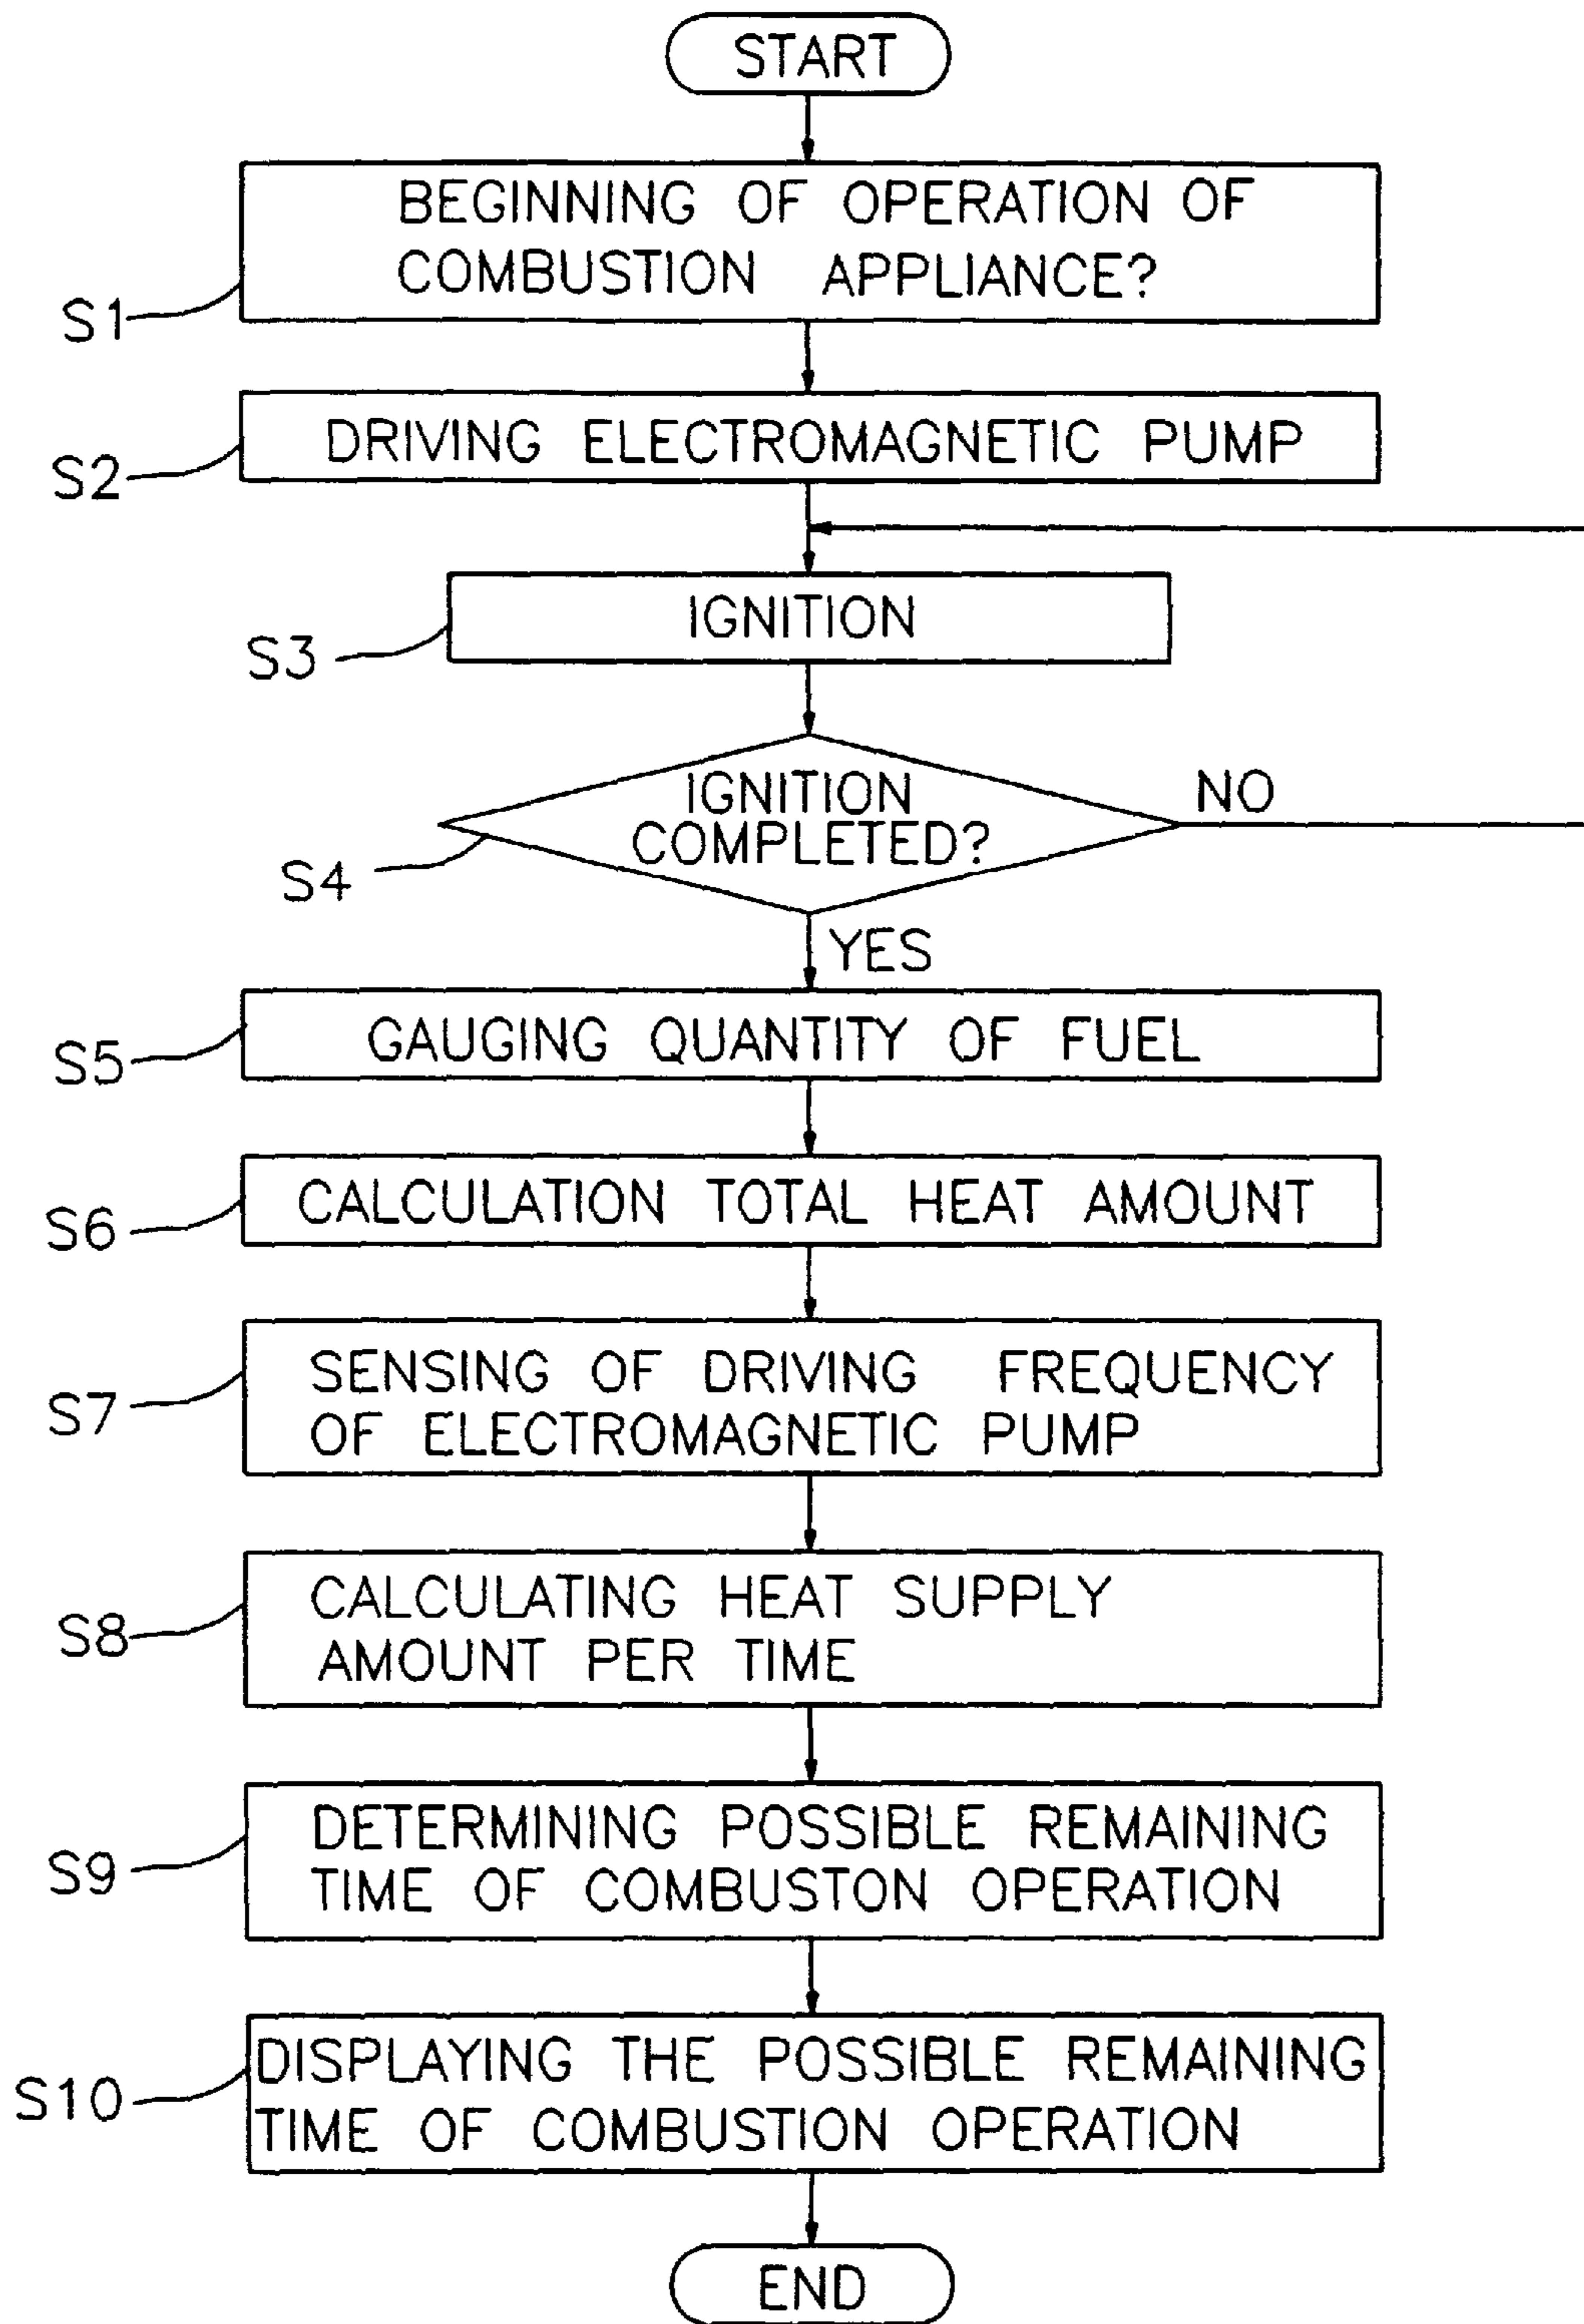 START
BEGINNING OF OPERATION OF
COMBUSTION APPLIANCE?
S1
DRIVING ELECTROMAGNETIC PUMP
S2
IGNITION
S3
IGNITION
COMPLETED?
NO
S4
YES
GAUGING QUANTITY OF FUEL
S5
CALCULATION TOTAL HEAT AMOUNT
S6
SENSING OF DRIVING FREQUENCY
OF ELECTROMAGNETIC PUMP
S7
CALCULATING HEAT SUPPLY
AMOUNT PER TIME
S8
DETERMINING POSSIBLE REMAINING
TIME OF COMBUSTON OPERATION
S9
DISPLAYING THE POSSIBLE REMAINING
TIME OF COMBUSTION OPERATION
S10
END